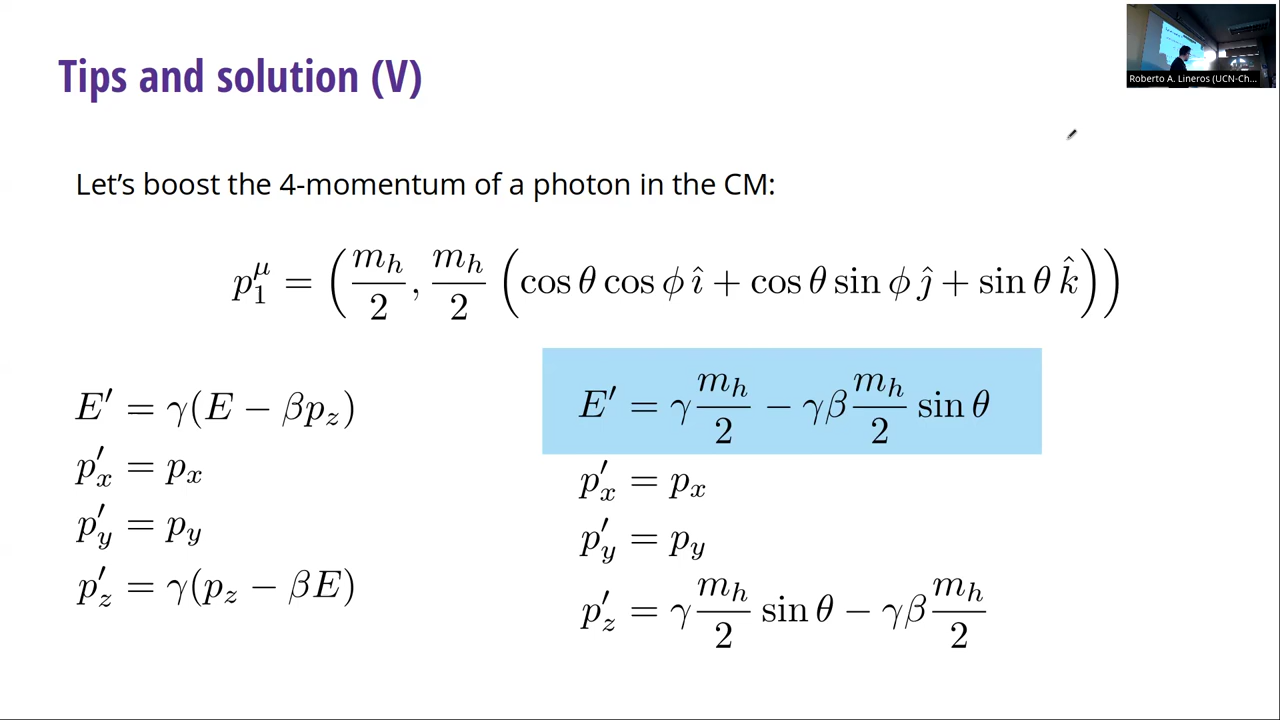 Tips and solution (V)
Roberto A. Lineros (UCN-Ch...
Let's boost the 4-momentum of a photon in the CM:
p₁^μ = (m_h/2, m_h/2 (cos θ cos ϕ î + cos θ sin ϕ ĵ + sin θ k̂))
E′ = γ(E − βp_z)
p′_x = p_x
p′_y = p_y
p′_z = γ(p_z − βE)
E′ = γ m_h/2 − γβ m_h/2 sin θ
p′_x = p_x
p′_y = p_y
p′_z = γ m_h/2 sin θ − γβ m_h/2